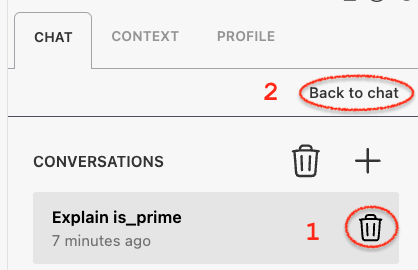 CHAT CONTEXT PROFILE
2 Back to chat
CONVERSATIONS
Explain is_prime
7 minutes ago 1